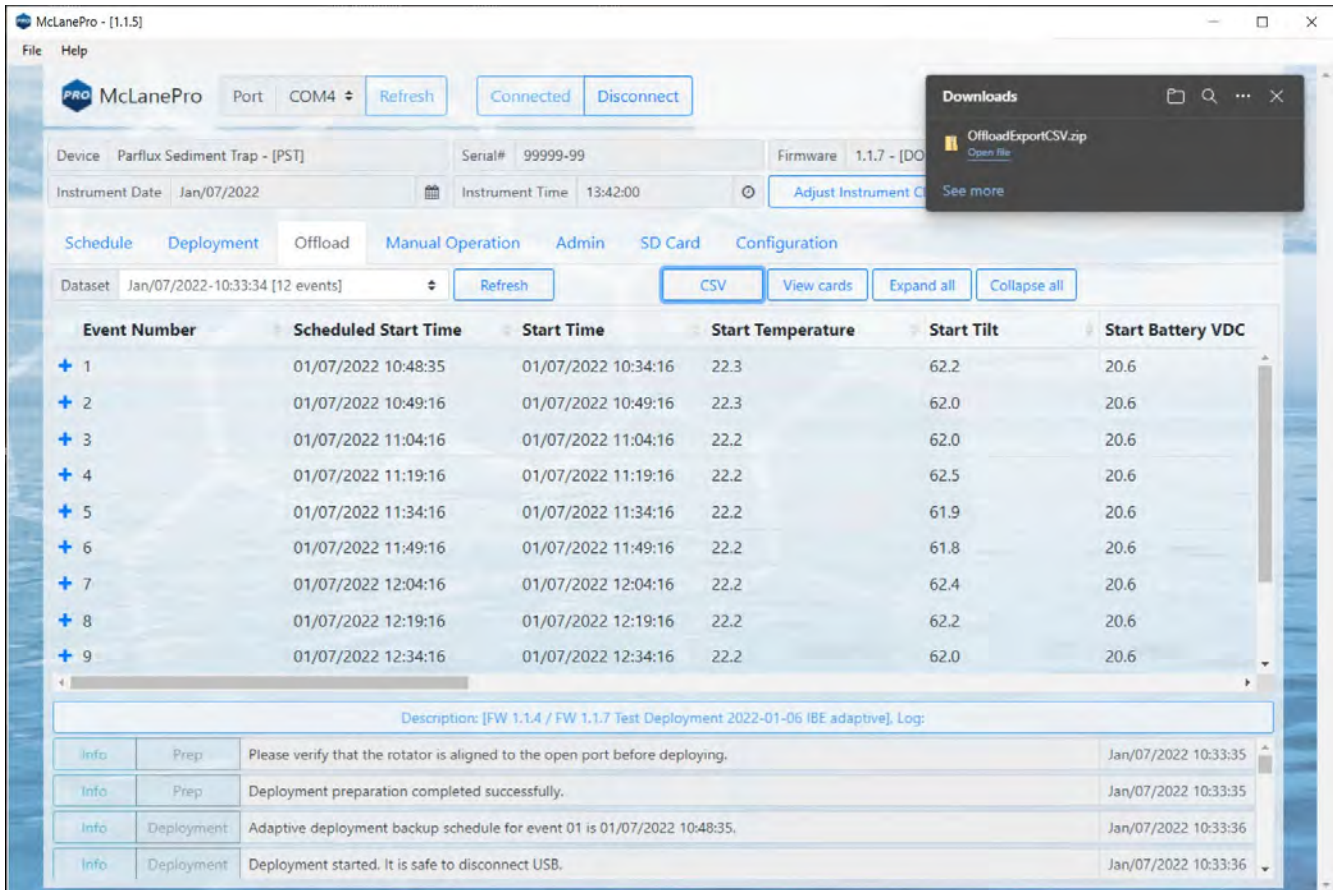 McLanePro - [1.1.5]
File Help
PRO McLanePro Port COM4 Refresh Connected Disconnect
Downloads
OffloadExportCSV.zip
Open file
See more
Device Parflux Sediment Trap - [PST] Serial# 99999-99 Firmware 1.1.7 - [DO
Instrument Date Jan/07/2022 Instrument Time 13:42:00 Adjust Instrument Cl
Schedule Deployment Offload Manual Operation Admin SD Card Configuration
Dataset Jan/07/2022-10:33:34 [12 events] Refresh CSV View cards Expand all Collapse all
Event Number Scheduled Start Time Start Time Start Temperature Start Tilt Start Battery VDC
+ 1 01/07/2022 10:48:35 01/07/2022 10:34:16 22.3 62.2 20.6
+ 2 01/07/2022 10:49:16 01/07/2022 10:49:16 22.3 62.0 20.6
+ 3 01/07/2022 11:04:16 01/07/2022 11:04:16 22.2 62.0 20.6
+ 4 01/07/2022 11:19:16 01/07/2022 11:19:16 22.2 62.5 20.6
+ 5 01/07/2022 11:34:16 01/07/2022 11:34:16 22.2 61.9 20.6
+ 6 01/07/2022 11:49:16 01/07/2022 11:49:16 22.2 61.8 20.6
+ 7 01/07/2022 12:04:16 01/07/2022 12:04:16 22.2 62.4 20.6
+ 8 01/07/2022 12:19:16 01/07/2022 12:19:16 22.2 62.2 20.6
+ 9 01/07/2022 12:34:16 01/07/2022 12:34:16 22.2 62.0 20.6
Description: [FW 1.1.4 / FW 1.1.7 Test Deployment 2022-01-06 IBE adaptive], Log:
Info Prep Please verify that the rotator is aligned to the open port before deploying. Jan/07/2022 10:33:35
Info Prep Deployment preparation completed successfully. Jan/07/2022 10:33:35
Info Deployment Adaptive deployment backup schedule for event 01 is 01/07/2022 10:48:35. Jan/07/2022 10:33:36
Info Deployment Deployment started. It is safe to disconnect USB. Jan/07/2022 10:33:36